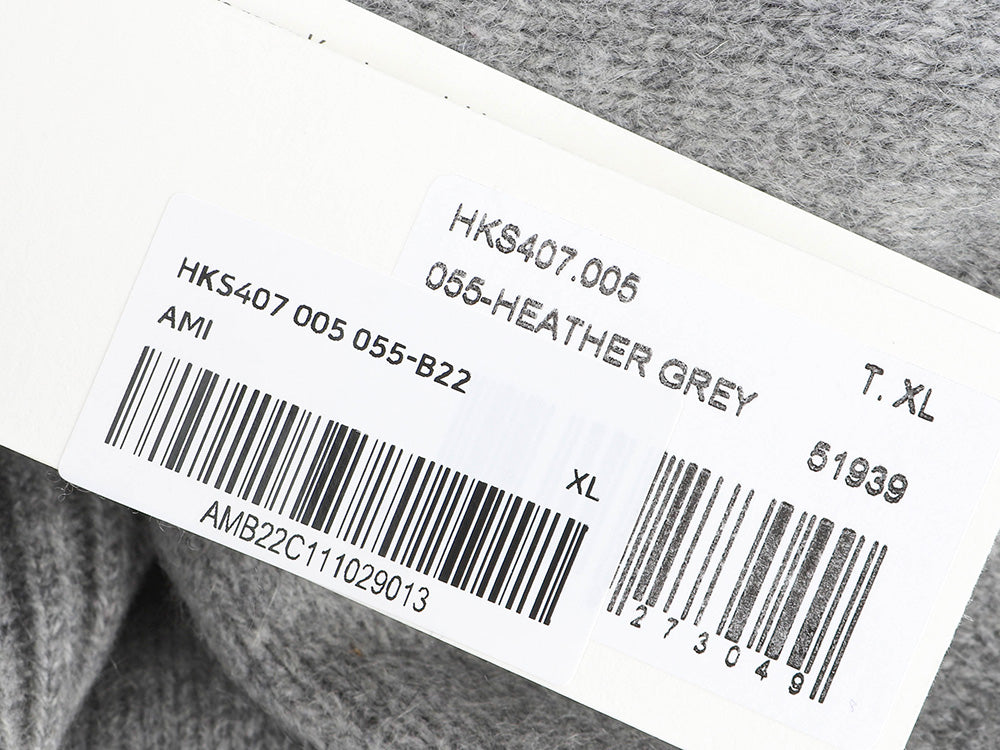 HKS407.005
055-HEATHER GREY
T. XL
51939
273049
HKS407 005 055-B22
AMI
XL
AMB22C111029013